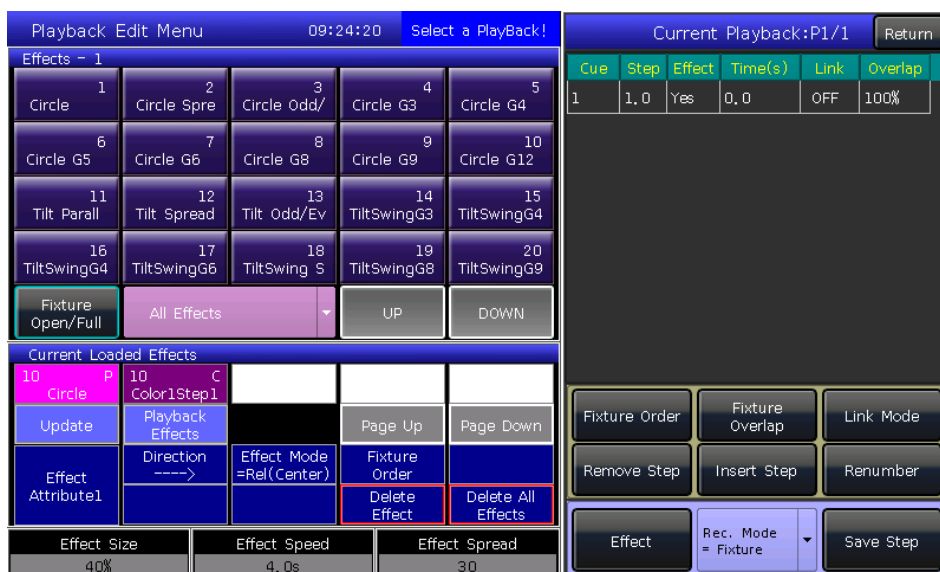 Playback Edit Menu 09:24:20 Select a PlayBack!
Effects - 1
1 2 3 4 5
Circle Circle Spre Circle Odd/ Circle G3 Circle G4
6 7 8 9 10
Circle G5 Circle G6 Circle G8 Circle G9 Circle G12
11 12 13 14 15
Tilt Parall Tilt Spread Tilt Odd/Ev TiltSwingG3 TiltSwingG4
16 17 18 19 20
TiltSwingG4 TiltSwingG6 TiltSwing S TiltSwingG8 TiltSwingG9
Fixture
Open/Full
All Effects UP DOWN
Current Loaded Effects
10 P 10 C
Circle Color1Step1
Update
Playback
Effects
Page Up Page Down
Effect
Attribute1
Direction
---->
Effect Mode
=Rel(Center)
Fixture
Order
Delete
Effect
Delete All
Effects
Effect Size Effect Speed Effect Spread
40% 4.0s 30
Current Playback:P1/1 Return
Cue Step Effect Time(s) Link Overlap
1 1.0 Yes 0.0 OFF 100%
Fixture Order
Fixture
Overlap
Link Mode
Remove Step Insert Step Renumber
Effect
Rec. Mode
= Fixture
Save Step